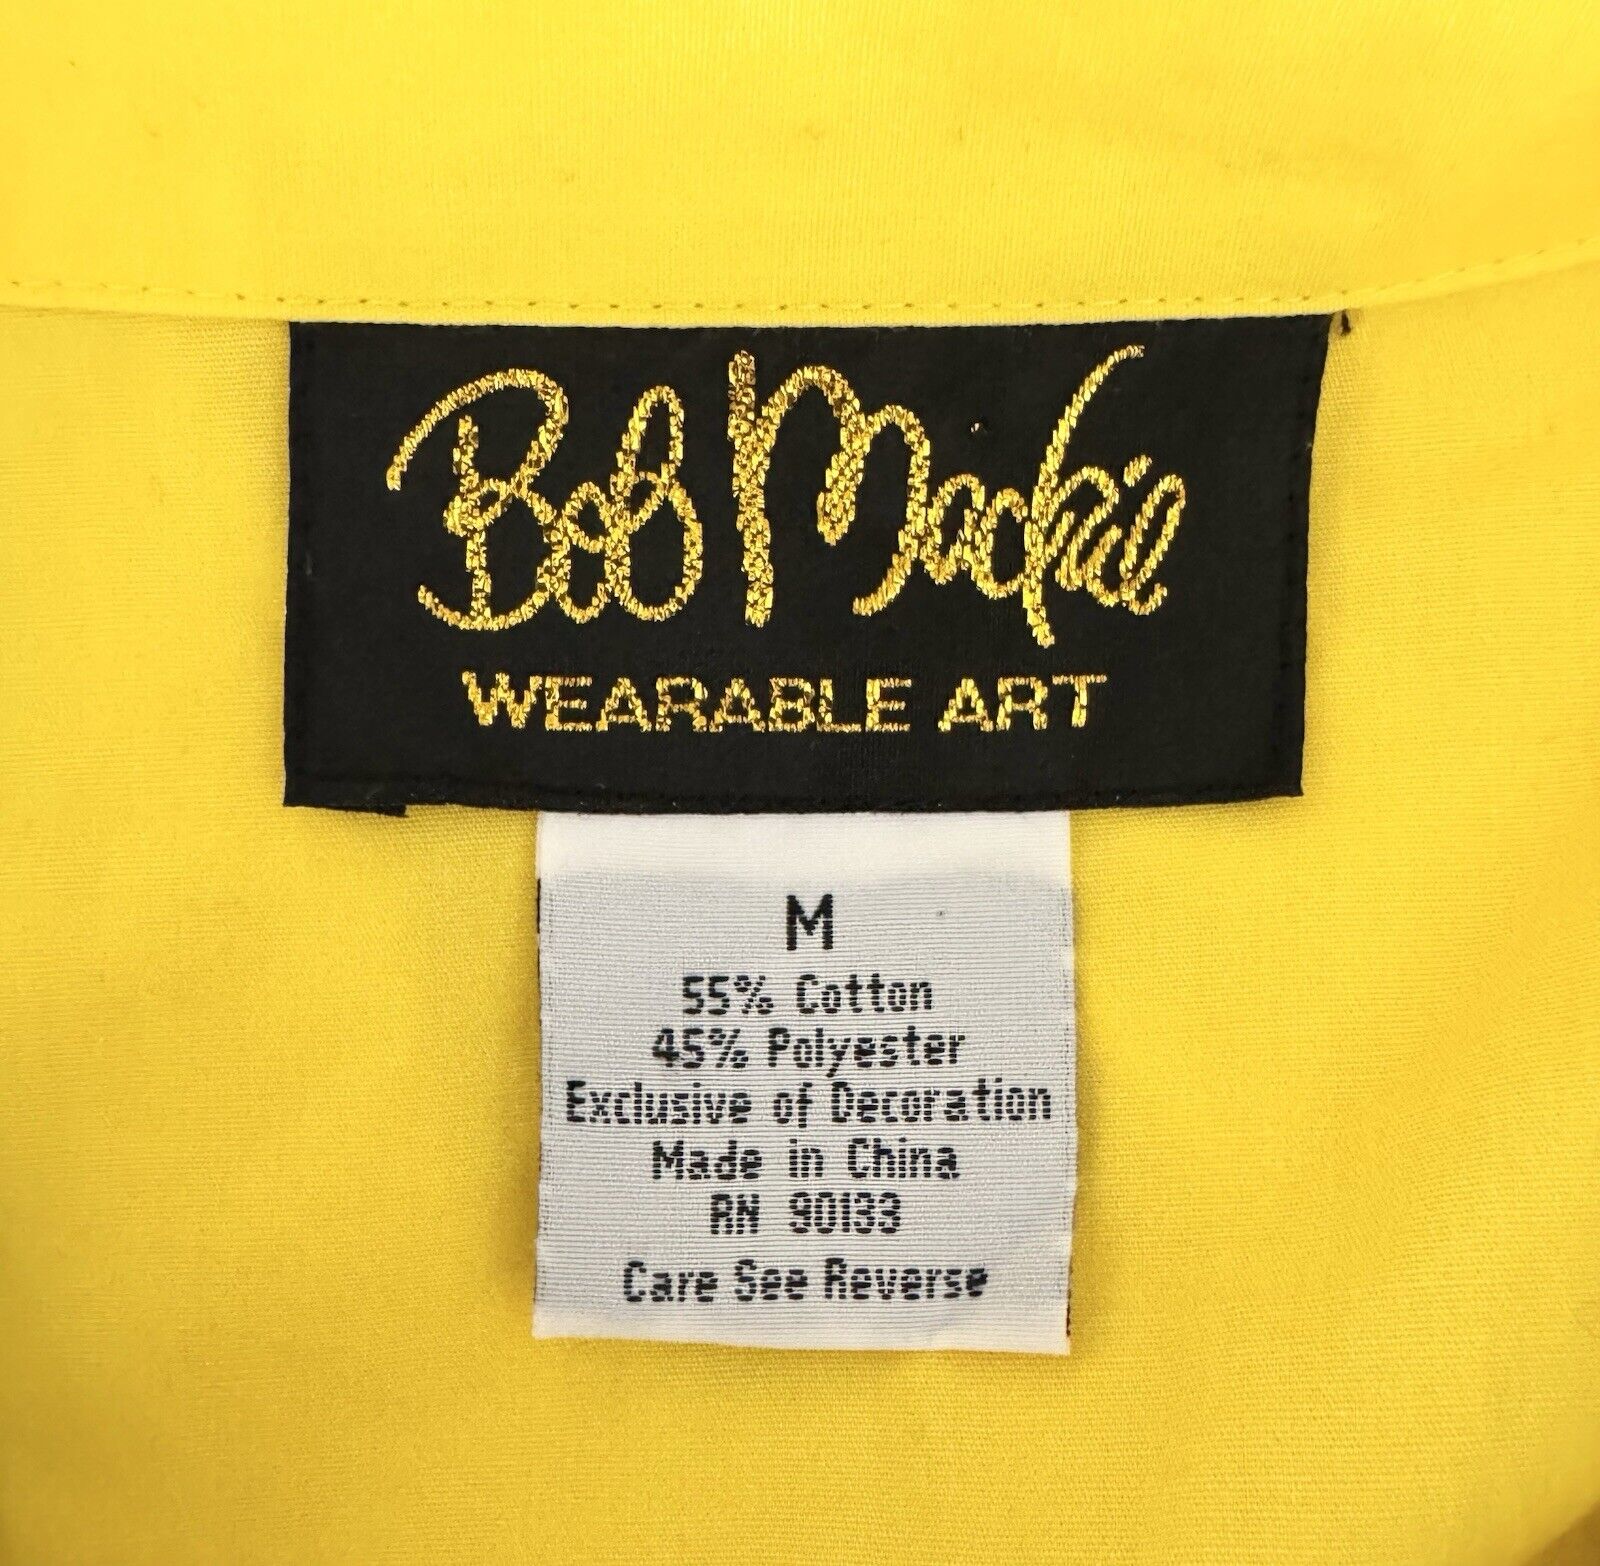 Bob Mackie
WEARABLE ART
M
55% Cotton
45% Polyester
Exclusive of Decoration
Made in China
RN 90133
Care See Reverse